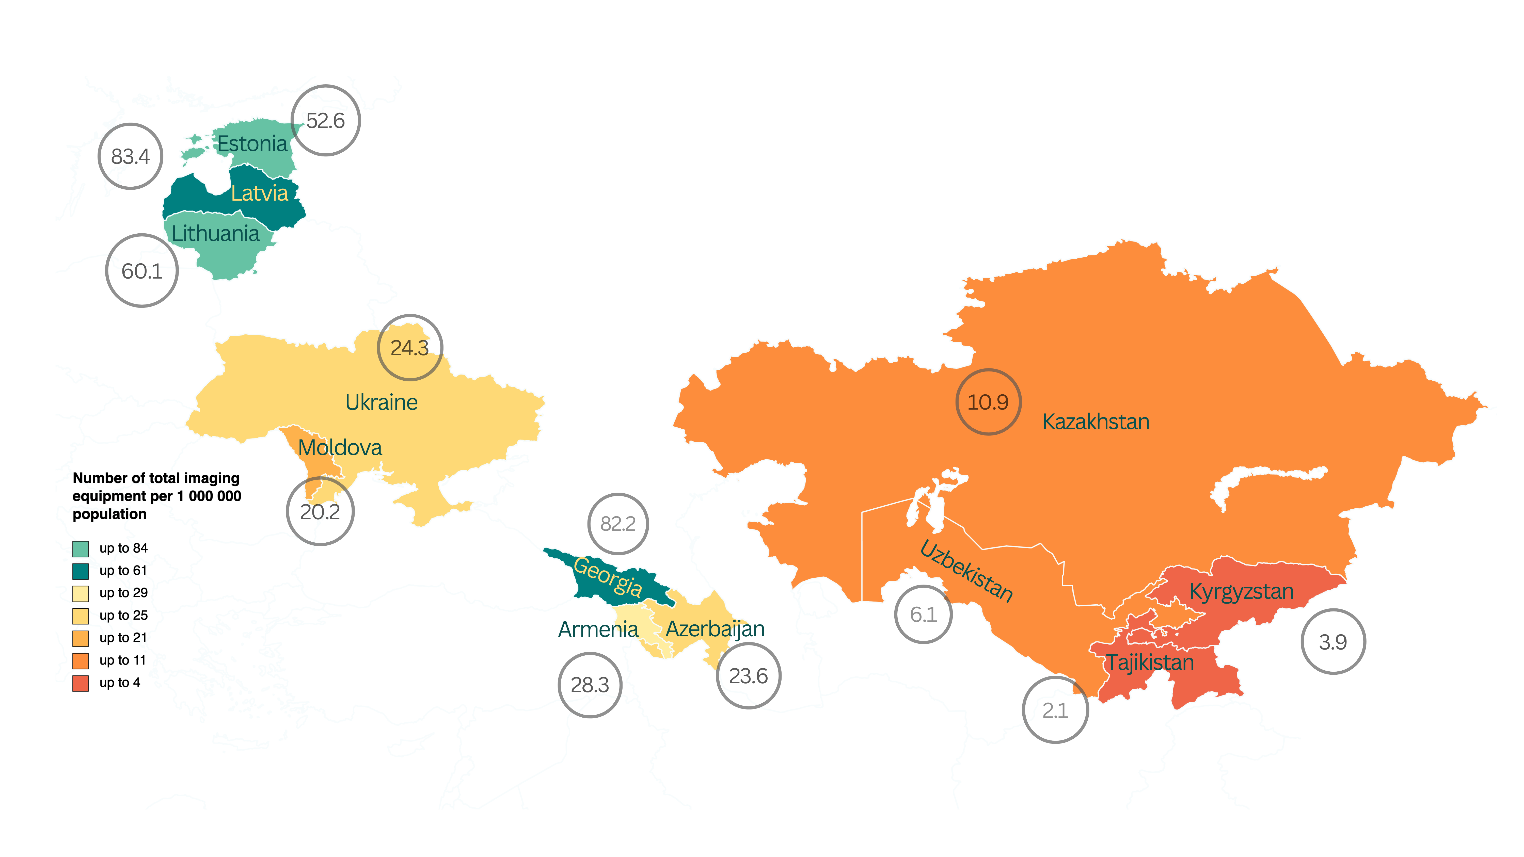 52.6
83.4
Estonia
Latvia
Lithuania
60.1
24.3
Ukraine
Moldova
20.2
10.9
Kazakhstan
Number of total imaging
equipment per 1 000 000
population
up to 84
up to 61
up to 29
up to 25
up to 21
up to 11
up to 4
82.2
Georgia
Armenia
Azerbaijan
28.3
23.6
Uzbekistan
6.1
Kyrgyzstan
3.9
Tajikistan
2.1